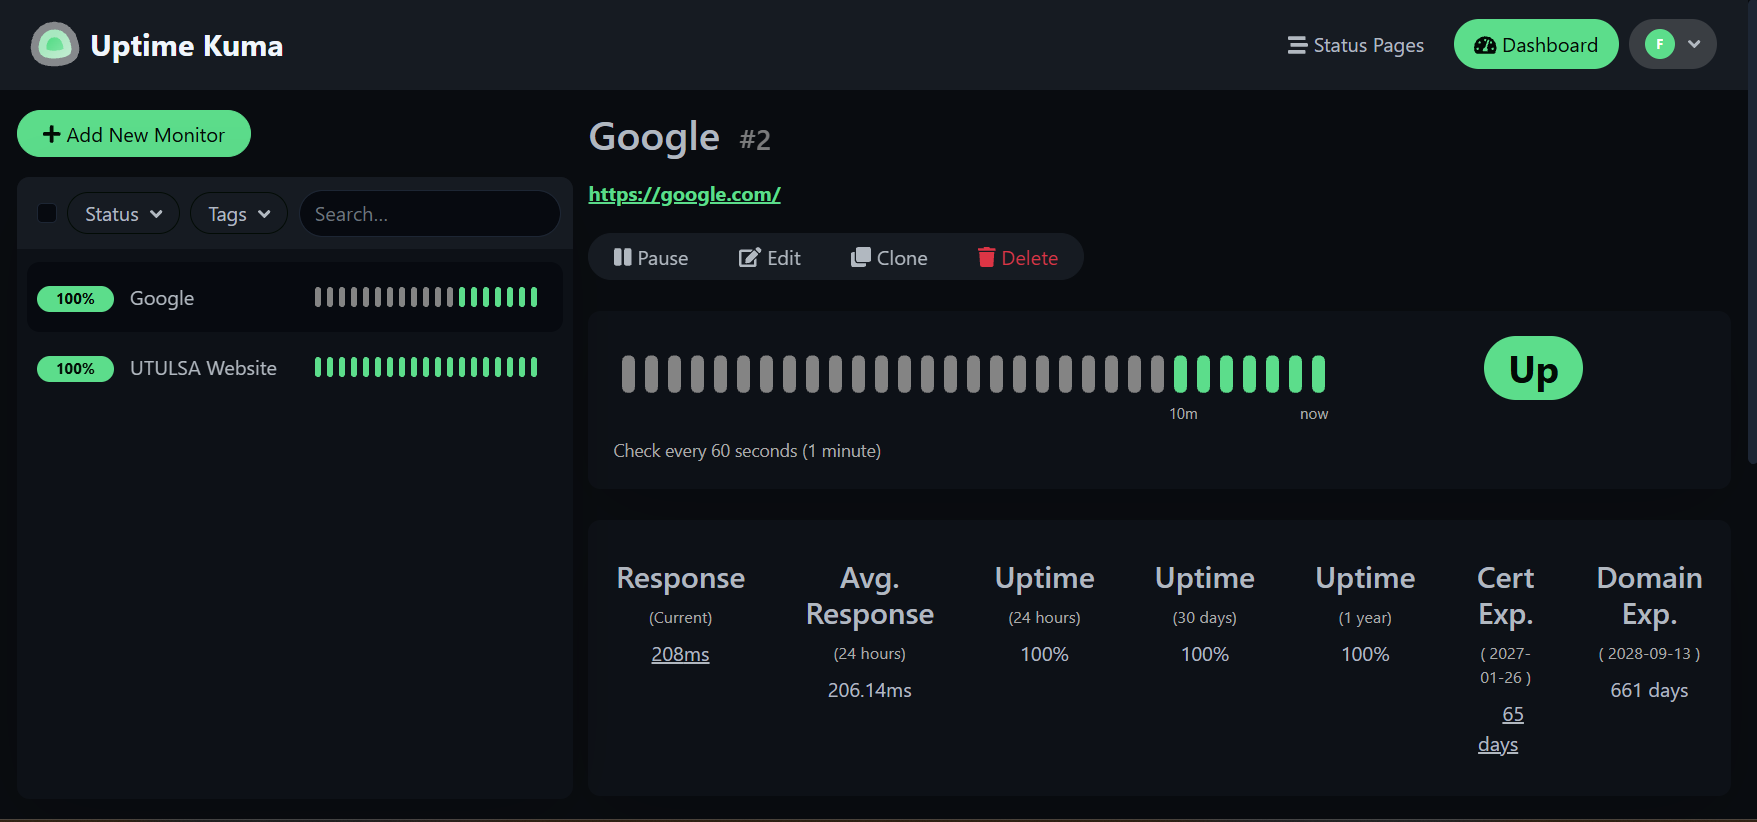 Uptime Kuma
Status Pages
Dashboard
F
Add New Monitor
Status
Tags
Search...
100% Google
100% UTULSA Website
Google #2
https://google.com/
Pause
Edit
Clone
Delete
Up
10m
now
Check every 60 seconds (1 minute)
Response
(Current)
208ms
Avg.
Response
(24 hours)
206.14ms
Uptime
(24 hours)
100%
Uptime
(30 days)
100%
Uptime
(1 year)
100%
Cert
Exp.
( 2027-
01-26 )
65
days
Domain
Exp.
( 2028-09-13 )
661 days